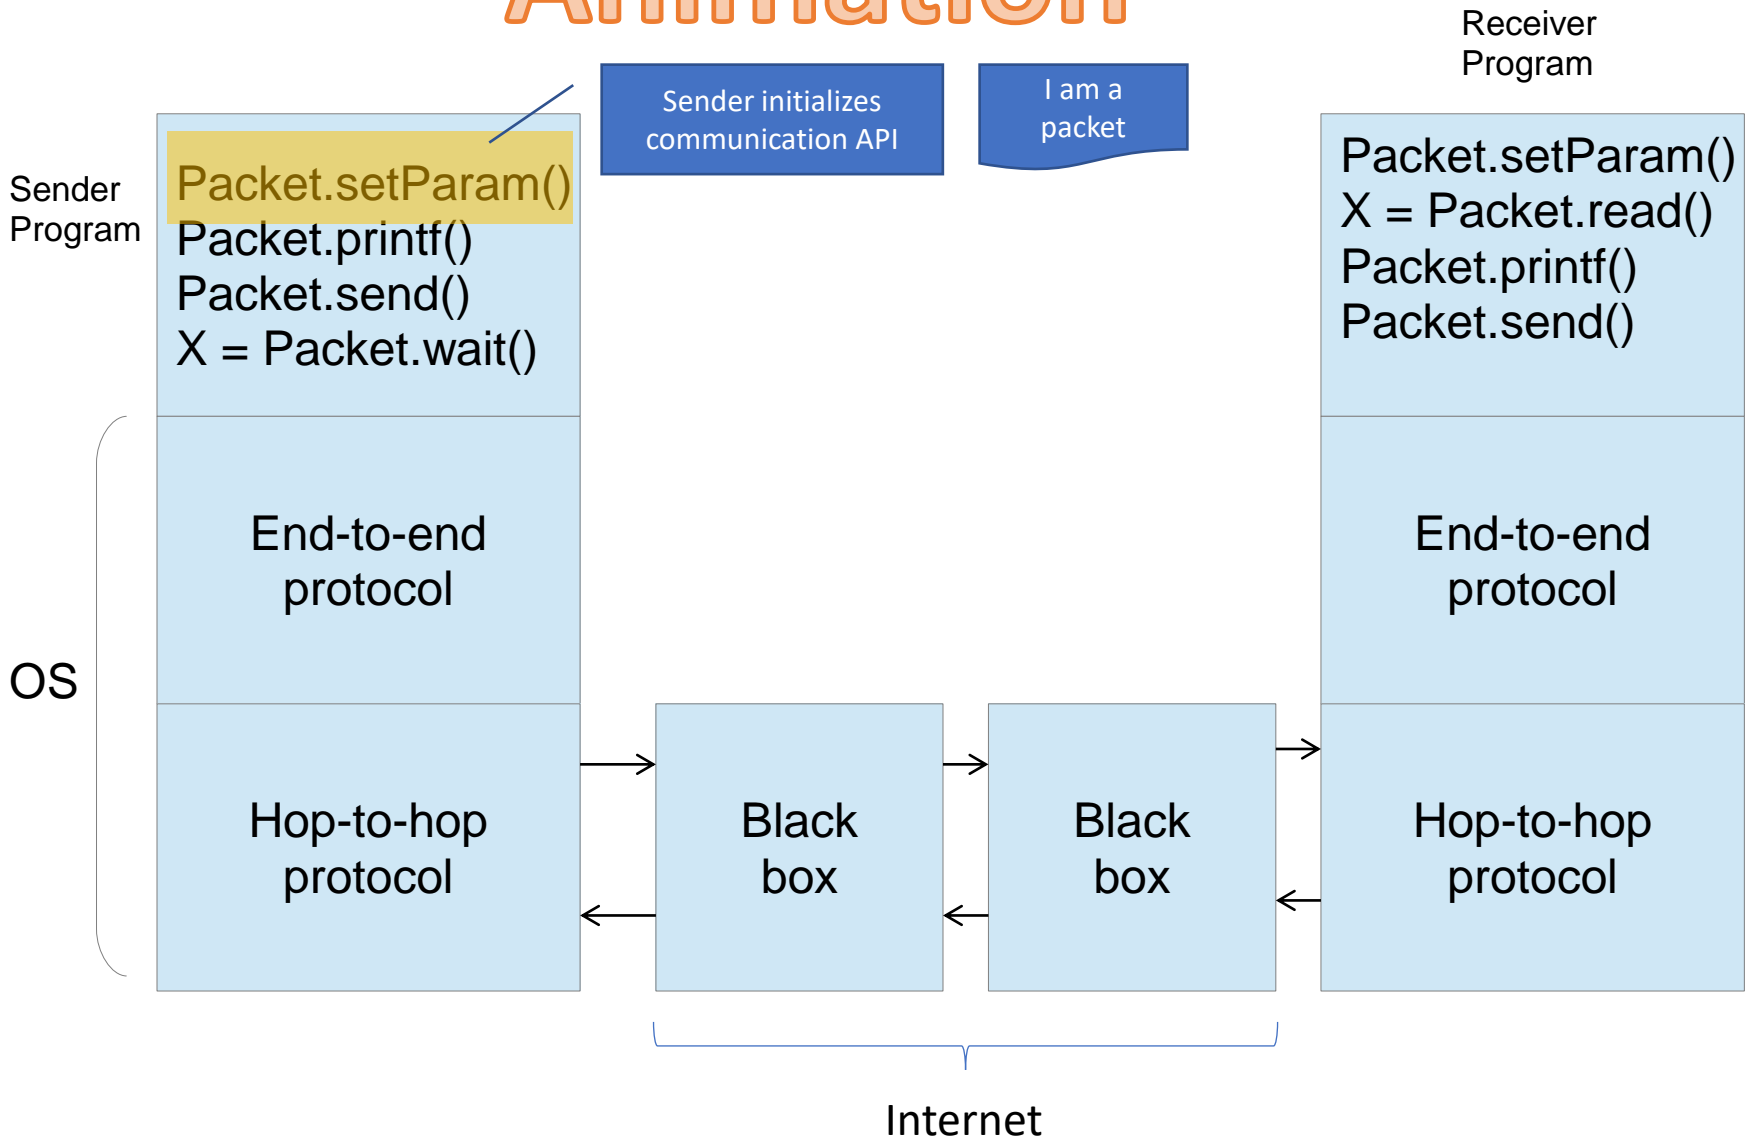 Animation
Receiver
Program
Sender initializes
communication API
I am a
packet
Sender
Program
Packet.setParam()
Packet.printf()
Packet.send()
X = Packet.wait()
Packet.setParam()
X = Packet.read()
Packet.printf()
Packet.send()
OS
End-to-end
protocol
End-to-end
protocol
Hop-to-hop
protocol
Black
box
Black
box
Hop-to-hop
protocol
Internet